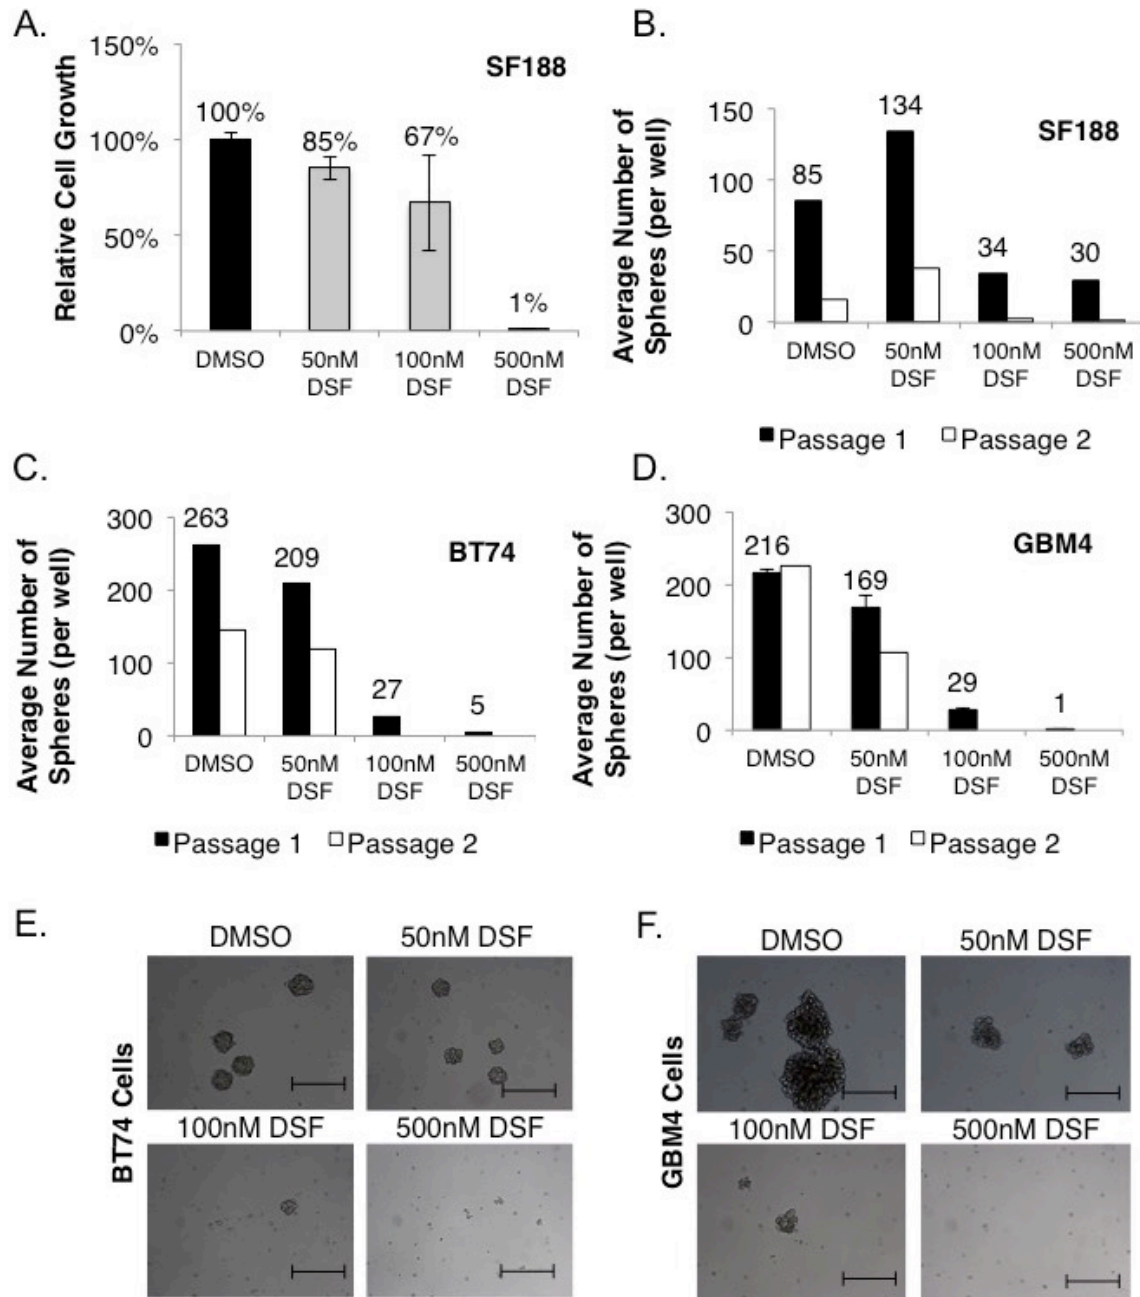 A.
Relative Cell Growth
150%
100%
50%
0%
SF188
100%
85%
67%
1%
DMSO
50nM DSF
100nM DSF
500nM DSF
B.
Average Number of
Spheres (per well)
150
100
50
0
SF188
85
134
34
30
DMSO
50nM DSF
100nM DSF
500nM DSF
Passage 1 Passage 2
C.
Average Number of
Spheres (per well)
300
200
100
0
BT74
263
209
27
5
DMSO
50nM DSF
100nM DSF
500nM DSF
Passage 1 Passage 2
D.
Average Number of
Spheres (per well)
300
200
100
0
GBM4
216
169
29
1
DMSO
50nM DSF
100nM DSF
500nM DSF
Passage 1 Passage 2
E.
BT74 Cells
DMSO
50nM DSF
100nM DSF
500nM DSF
F.
GBM4 Cells
DMSO
50nM DSF
100nM DSF
500nM DSF